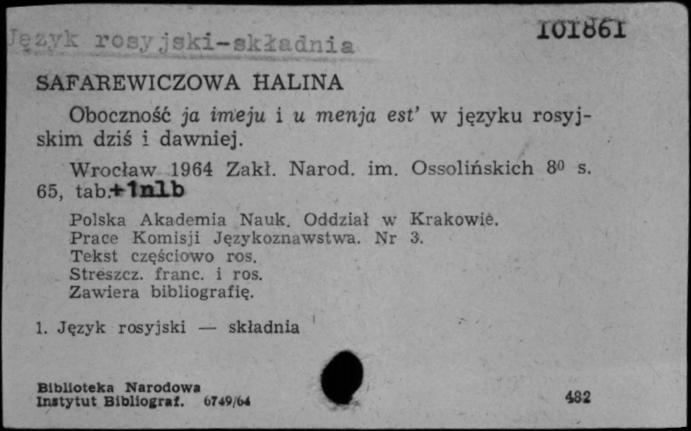 Język rosyjski-składnia
101861
SAFAREWICZOWA HALINA
Oboczność ja imeju i u menja est' w języku rosyj-
skim dziś i dawniej.
Wrocław 1964 Zakł. Narod. im. Ossolińskich 8⁰ s.
65, tab.+1nlb
Polska Akademia Nauk. Oddział w Krakowie.
Prace Komisji Językoznawstwa. Nr 3.
Tekst częściowo ros.
Streszcz. franc. i ros.
Zawiera bibliografię.
1. Język rosyjski — składnia
Biblioteka Narodowa
Instytut Bibliograf. 6749/64
482